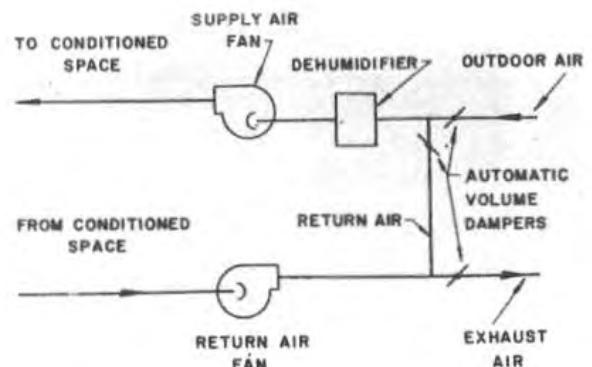 SUPPLY AIR
FAN
TO CONDITIONED
SPACE
DEHUMIDIFIER
OUTDOOR AIR
AUTOMATIC
VOLUME
DAMPERS
RETURN AIR
FROM CONDITIONED
SPACE
RETURN AIR
FAN
EXHAUST
AIR